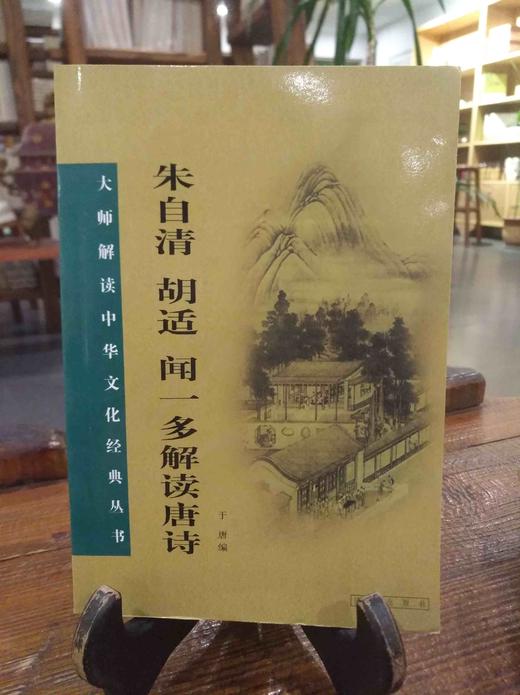 大师解读中华文化经典丛书
朱自清 胡适 闻一多解读唐诗
于 唐编